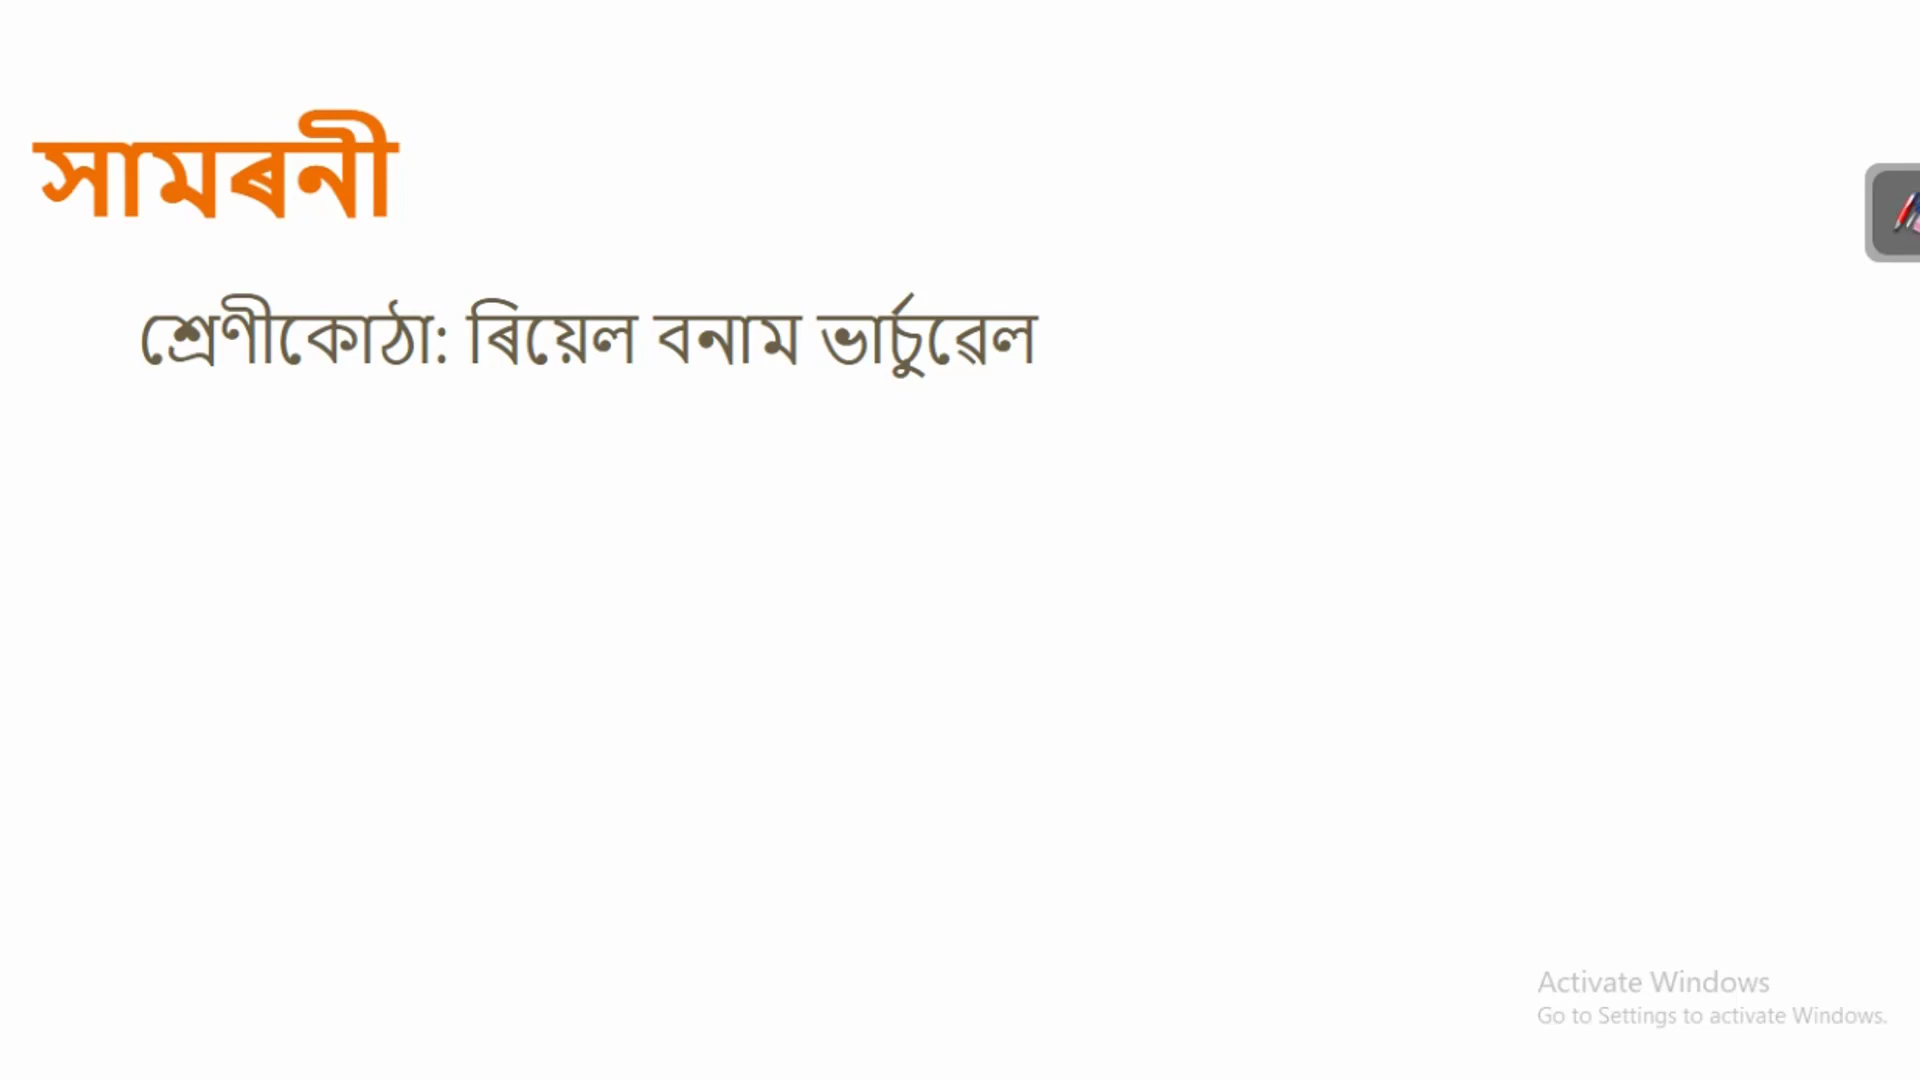 সামৰনী
শ্ৰেণীকোঠা: ৰিয়েল বনাম ভাৰ্চুৱেল
Activate Windows
Go to Settings to activate Windows.